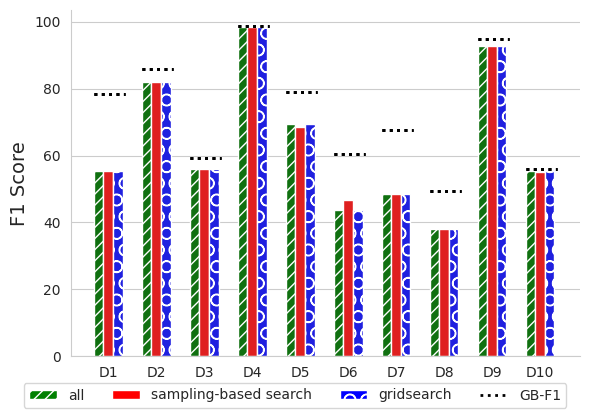 100
80
60
40
20
0
F1 Score
D1 D2 D3 D4 D5 D6 D7 D8 D9 D10
all sampling-based search gridsearch GB-F1